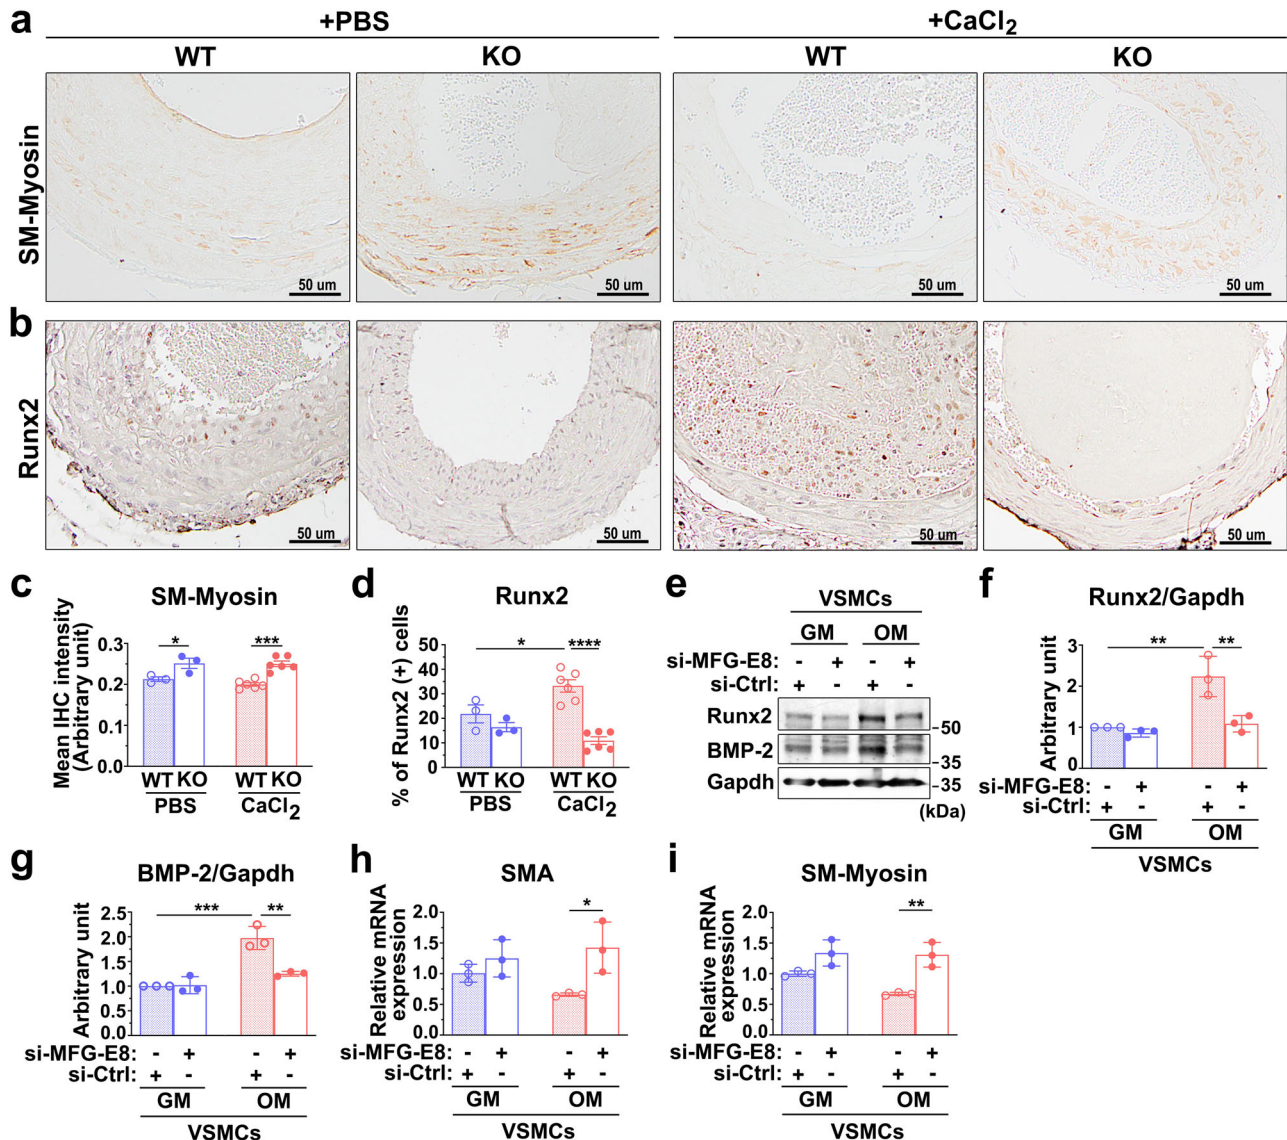 a
+PBS
+CaCl2
WT
KO
WT
KO
SM-Myosin
50 um
50 um
50 um
50 um
b
Runx2
50 um
50 um
50 um
50 um
c
SM-Myosin
Mean IHC intensity
(Arbitrary unit)
0.3
0.2
0.1
0.0
*
***
WT KO
WT KO
PBS
CaCl2
d
Runx2
% of Runx2 (+) cells
50
40
30
20
10
0
*
****
WT KO
WT KO
PBS
CaCl2
e
VSMCs
GM
OM
si-MFG-E8: - + - +
si-Ctrl: + - + -
Runx2
-50
BMP-2
-35
Gapdh
-35
(kDa)
f
Runx2/Gapdh
Arbitrary unit
3
2
1
0
**
**
si-MFG-E8: - + - +
si-Ctrl: + - + -
GM
OM
VSMCs
g
BMP-2/Gapdh
Arbitrary unit
2.5
2.0
1.5
1.0
0.5
0.0
***
**
si-MFG-E8: - + - +
si-Ctrl: + - + -
GM
OM
VSMCs
h
SMA
Relative mRNA
expression
2.0
1.5
1.0
0.5
0.0
*
si-MFG-E8: - + - +
si-Ctrl: + - + -
GM
OM
VSMCs
i
SM-Myosin
Relative mRNA
expression
2.0
1.5
1.0
0.5
0.0
**
si-MFG-E8: - + - +
si-Ctrl: + - + -
GM
OM
VSMCs